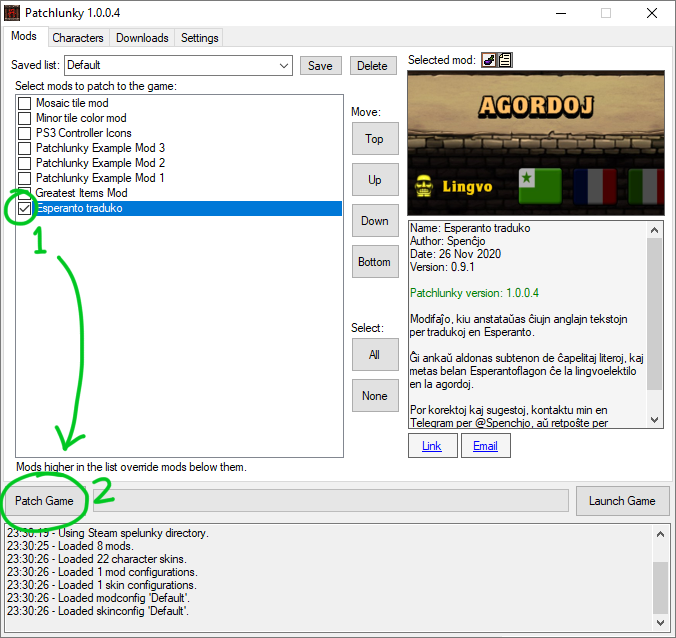 Patchlunky 1.0.0.4
Mods Characters Downloads Settings
Saved list: Default Save Delete
Select mods to patch to the game:
Mosaic tile mod
Minor tile color mod
PS3 Controller Icons
Patchlunky Example Mod 3
Patchlunky Example Mod 2
Patchlunky Example Mod 1
Greatest Items Mod
Esperanto traduko
1
Mods higher in the list override mods below them.
Move:
Top
Up
Down
Bottom
Select:
All
None
Selected mod:
AGORDOJ
Lingvo
Name: Esperanto traduko
Author: Spenĉjo
Date: 26 Nov 2020
Version: 0.9.1
Patchlunky version: 1.0.0.4
Modifaĵo, kiu anstataŭas ĉiujn anglajn tekstojn
per tradukoj en Esperanto.
Ĝi ankaŭ aldonas subtenon de ĉapelitaj literoj, kaj
metas belan Esperantoflagon ĉe la lingvoelektilo
en la agordoj.
Por korektoj kaj sugestoj, kontaktu min en
Telegram per @Spenchjo, aŭ retpoŝte per
Link Email
Patch Game 2 Launch Game
23:30:19 - Using Steam spelunky directory.
23:30:25 - Loaded 8 mods.
23:30:26 - Loaded 22 character skins.
23:30:26 - Loaded 1 mod configurations.
23:30:26 - Loaded 1 skin configurations.
23:30:26 - Loaded modconfig 'Default'.
23:30:26 - Loaded skinconfig 'Default'.